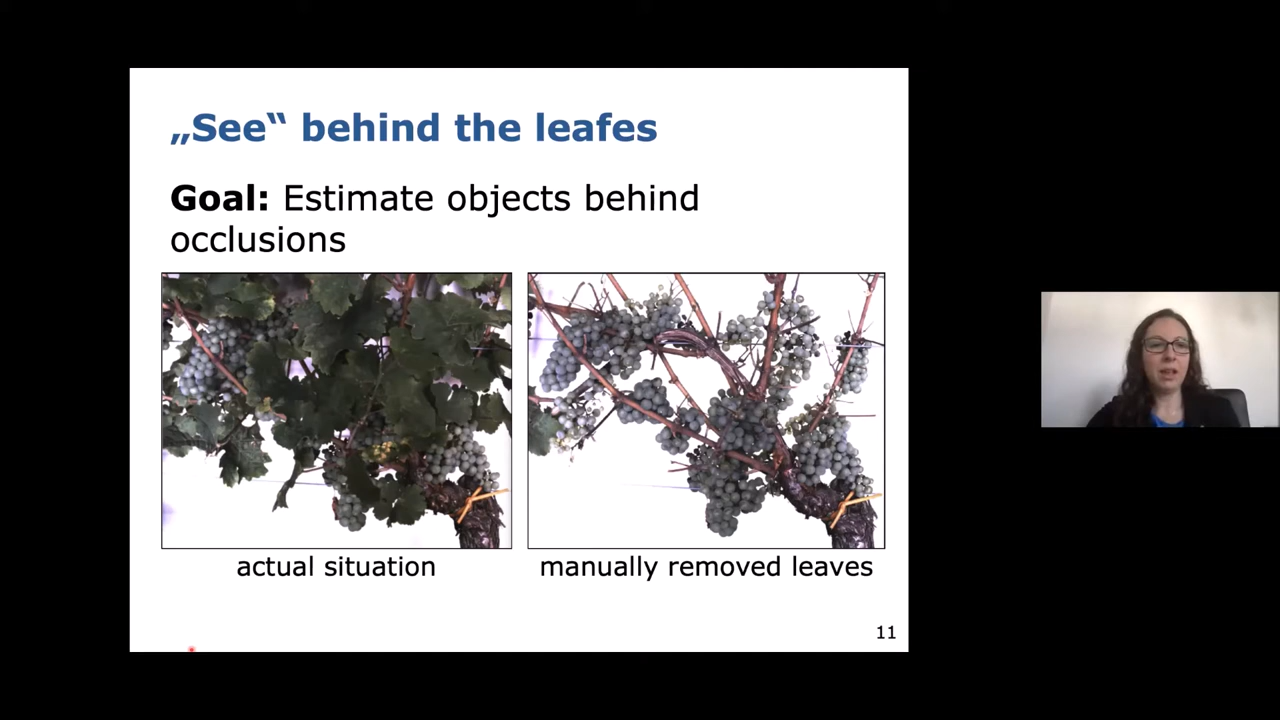 „See‟ behind the leafes
Goal: Estimate objects behind
occlusions
actual situation
manually removed leaves
11